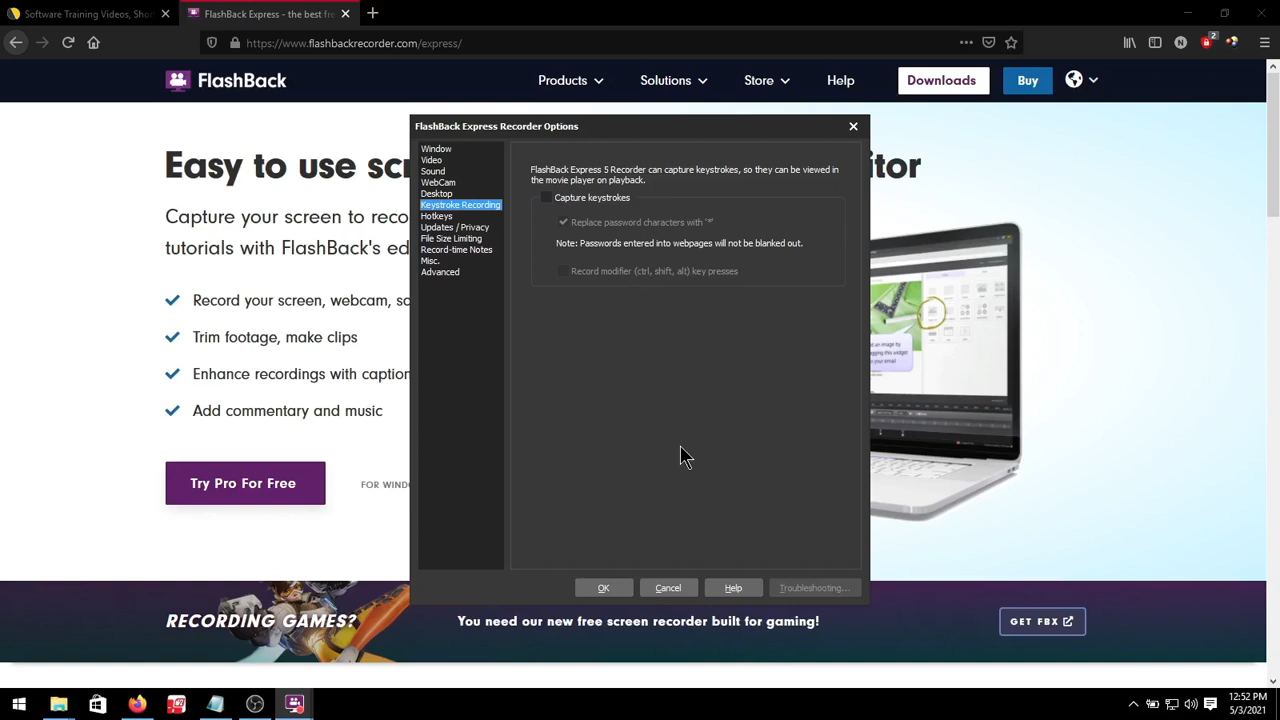 Software Training Videos, Shor
FlashBack Express - the best fre
https://www.flashbackrecorder.com/express/
N
2
FlashBack
Products
Solutions
Store
Help
Downloads
Buy
FlashBack Express Recorder Options
Easy to use scr
itor
Capture your screen to reco
tutorials with FlashBack's ed
Record your screen, webcam, so
Trim footage, make clips
Enhance recordings with caption
Add commentary and music
Try Pro For Free
FOR WINDO
Window
Video
Sound
WebCam
Desktop
Keystroke Recording
Hotkeys
Updates / Privacy
File Size Limiting
Record-time Notes
Misc.
Advanced
FlashBack Express 5 Recorder can capture keystrokes, so they can be viewed in
the movie player on playback.
Capture keystrokes
Replace password characters with '*'
Note: Passwords entered into webpages will not be blanked out.
Record modifier (ctrl, shift, alt) key presses
OK
Cancel
Help
Troubleshooting...
RECORDING GAMES?
You need our new free screen recorder built for gaming!
GET FBX
12:52 PM
5/3/2021